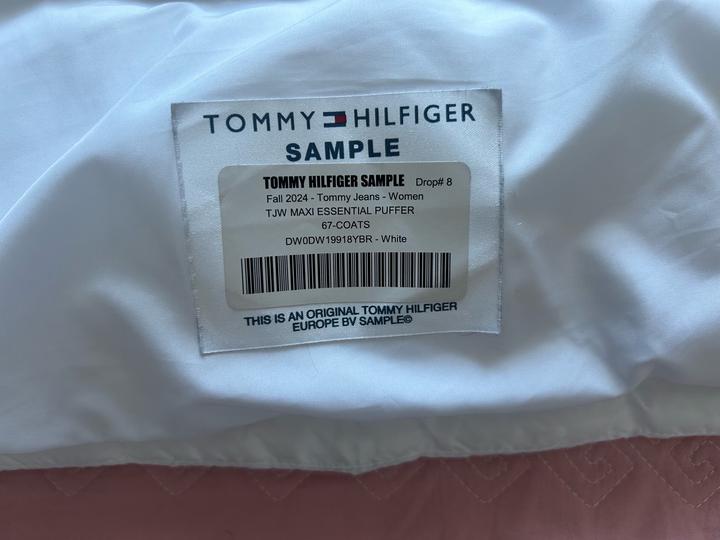 TOMMY HILFIGER
SAMPLE
TOMMY HILFIGER SAMPLE Drop# 8
Fall 2024 - Tommy Jeans - Women
TJW MAXI ESSENTIAL PUFFER
67-COATS
DW0DW19918YBR - White
THIS IS AN ORIGINAL TOMMY HILFIGER
EUROPE BV SAMPLE©